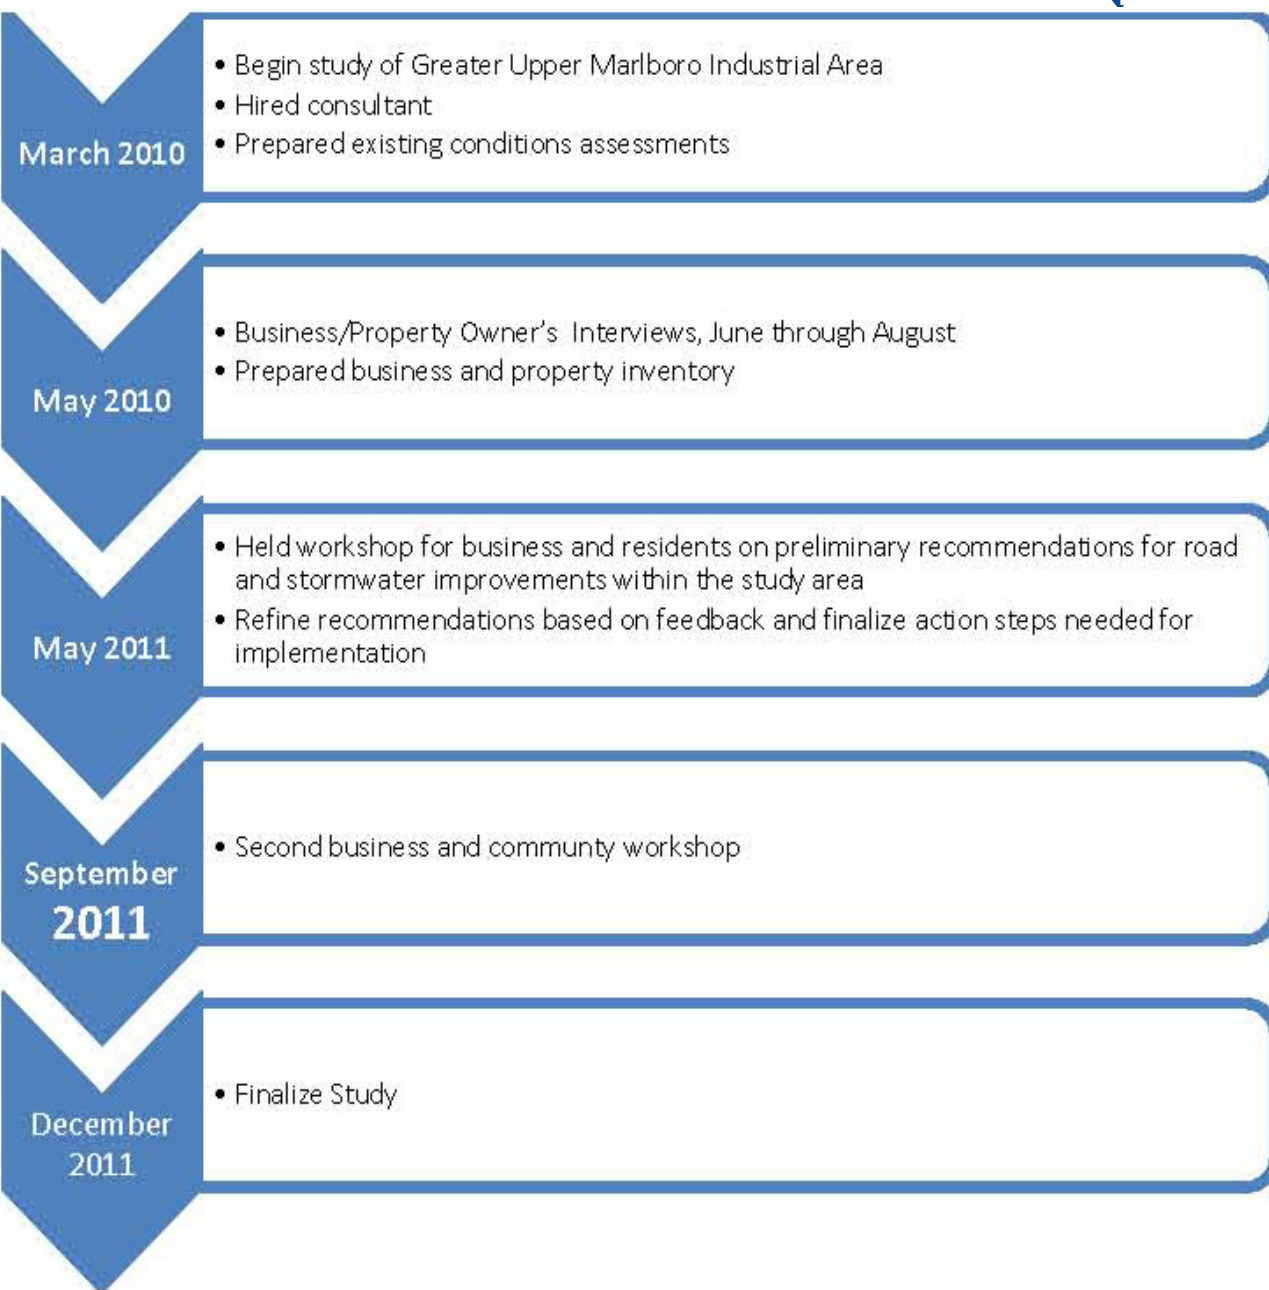 March 2010
• Begin study of Greater Upper Marlboro Industrial Area
• Hired consultant
• Prepared existing conditions assessments
May 2010
• Business/Property Owner's Interviews, June through August
• Prepared business and property inventory
May 2011
• Held workshop for business and residents on preliminary recommendations for road
and stormwater improvements within the study area
• Refine recommendations based on feedback and finalize action steps needed for
implementation
September
2011
• Second business and communty workshop
December
2011
• Finalize Study